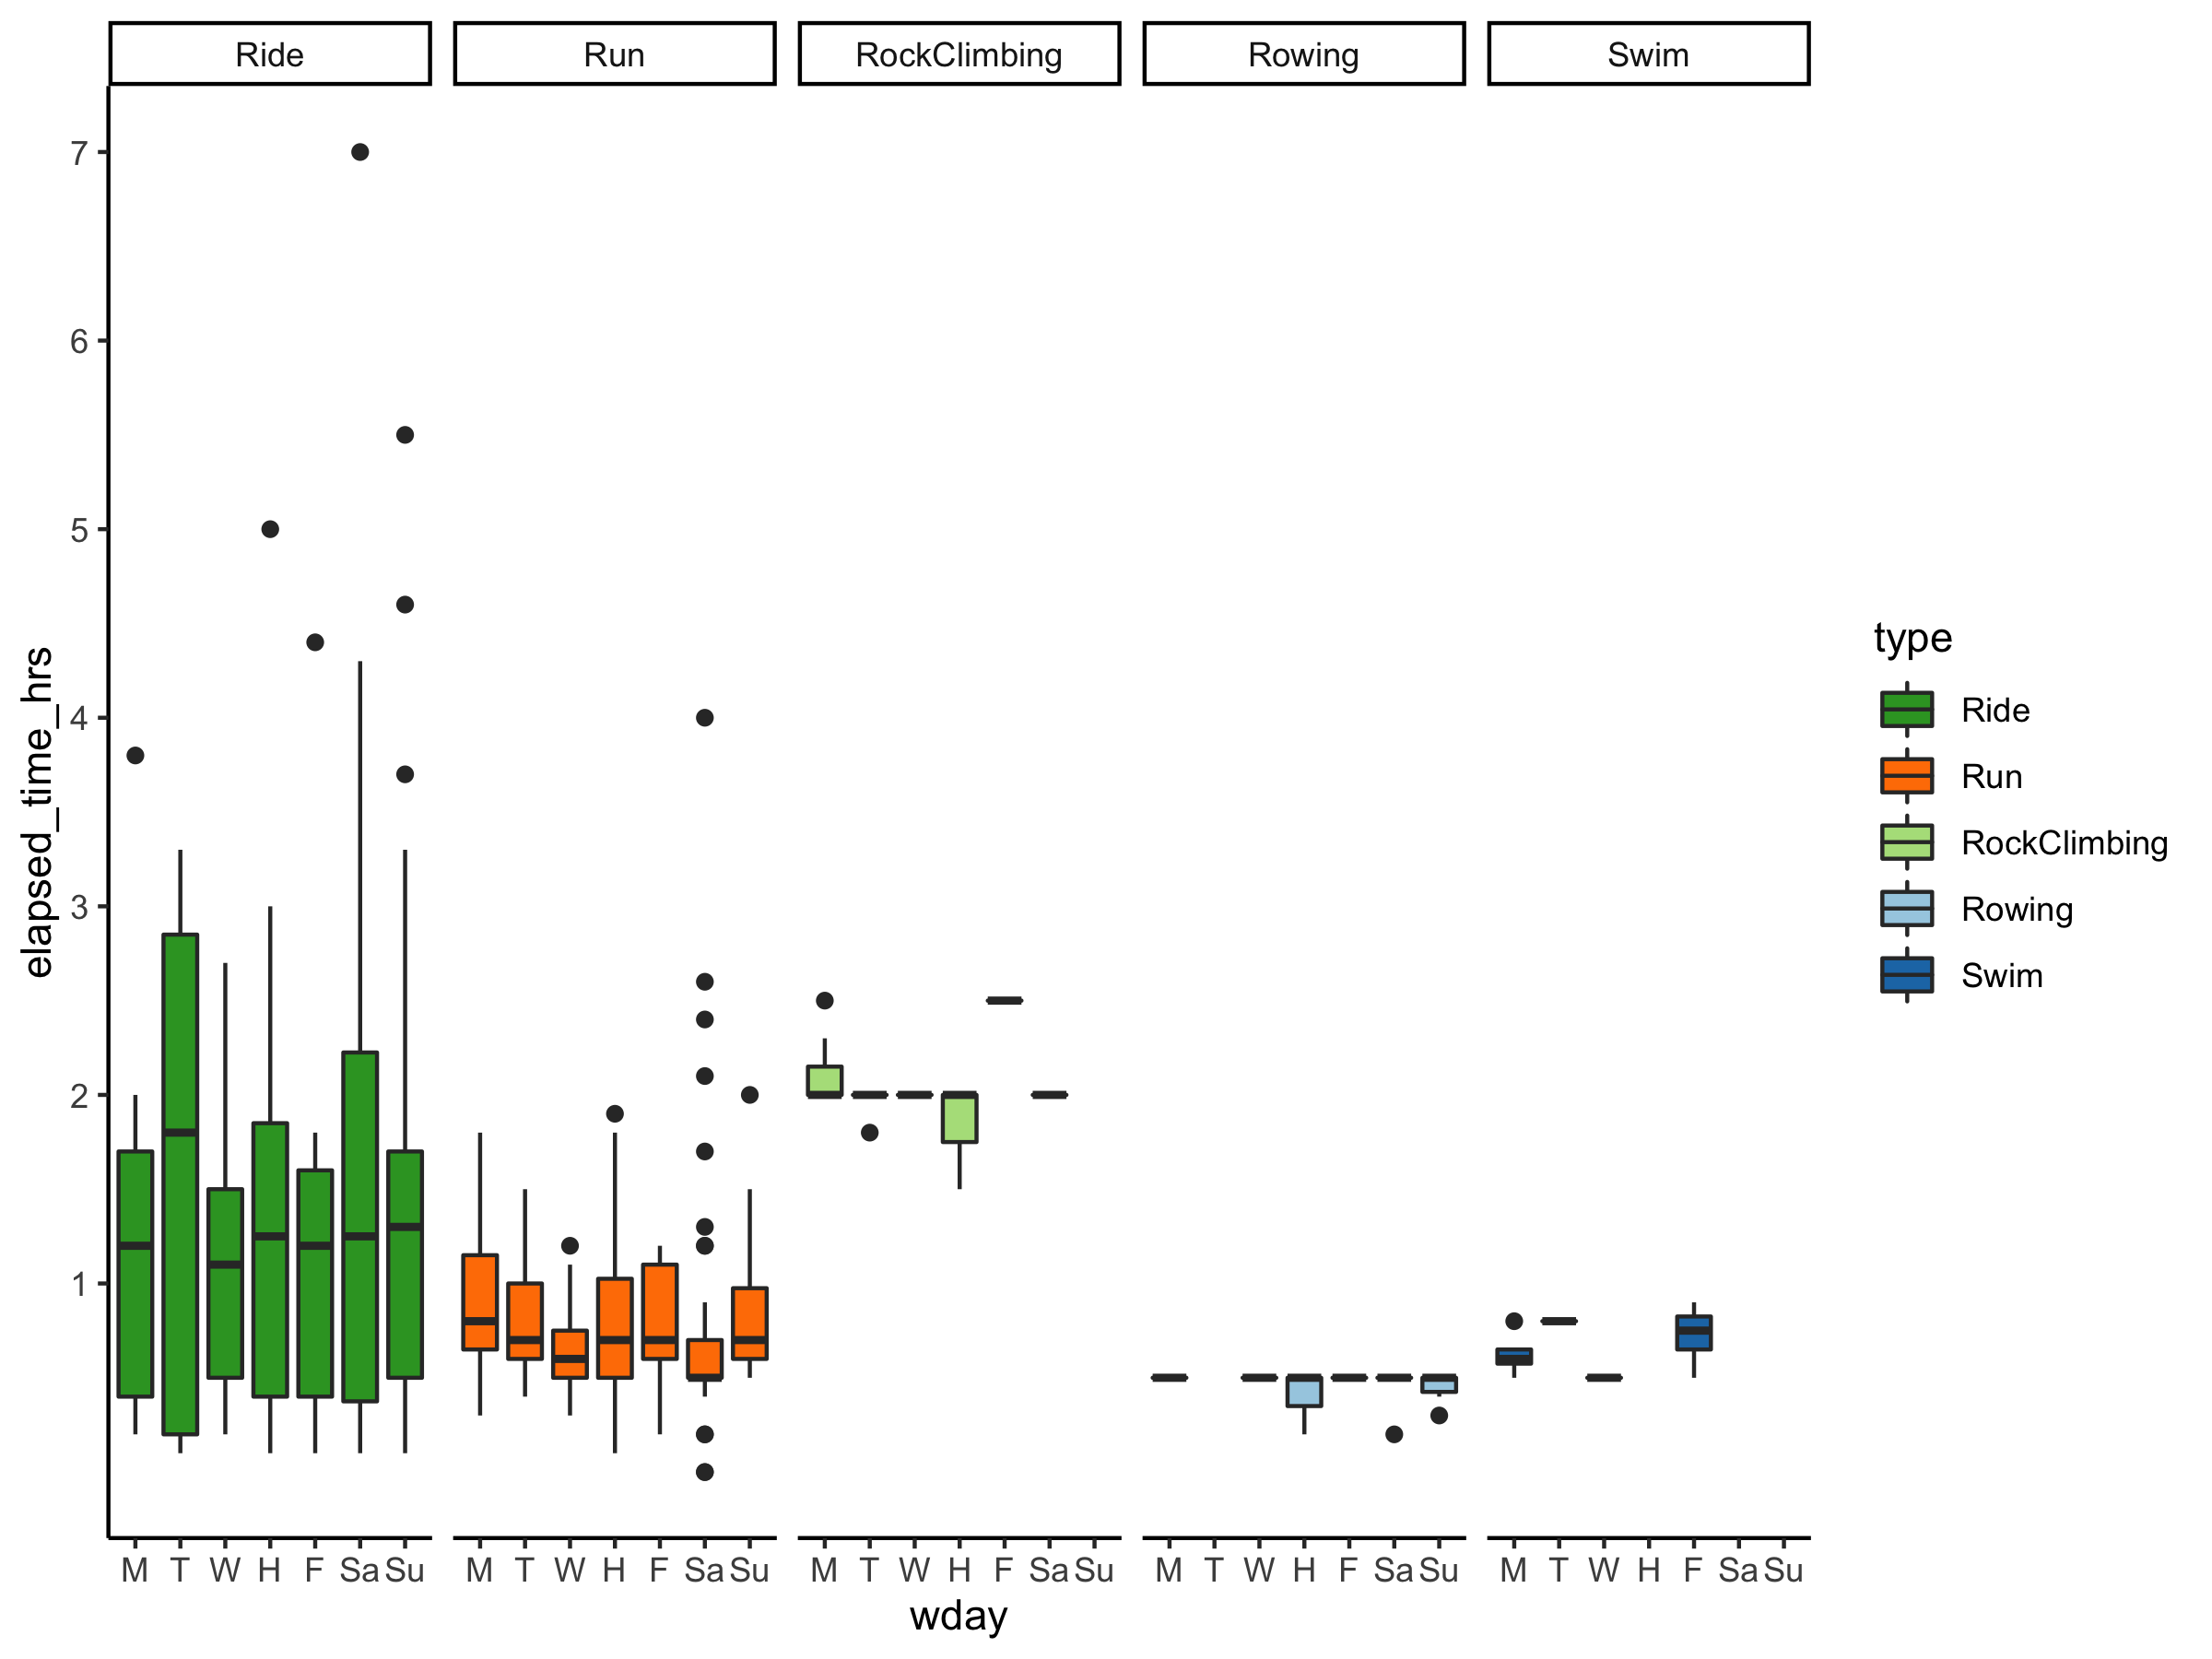 Ride Run RockClimbing Rowing Swim
7
6
5
4
3
2
1
elapsed_time_hrs
M T W H F Sa Su M T W H F Sa Su M T W H F Sa Su M T W H F Sa Su M T W H F Sa Su
wday
type
Ride
Run
RockClimbing
Rowing
Swim